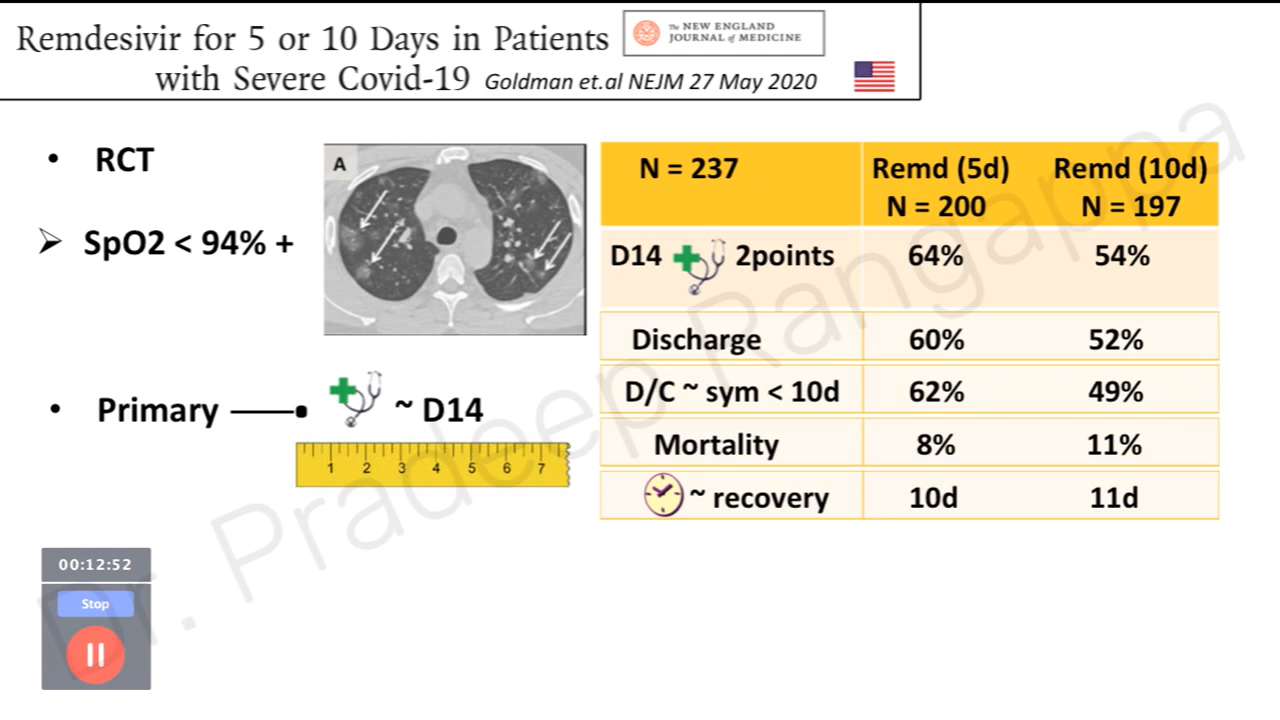 Remdesivir for 5 or 10 Days in Patients
with Severe Covid-19 Goldman et.al NEJM 27 May 2020
The NEW ENGLAND
JOURNAL of MEDICINE
• RCT
➢ SpO2 < 94% +
A
• Primary ~ D14
1 2 3 4 5 6 7
N = 237 Remd (5d) Remd (10d)
N = 200 N = 197
D14 2points 64% 54%
Discharge 60% 52%
D/C ~ sym < 10d 62% 49%
Mortality 8% 11%
~ recovery 10d 11d
00:12:52
Stop
Dr. Pradeep Rangappa